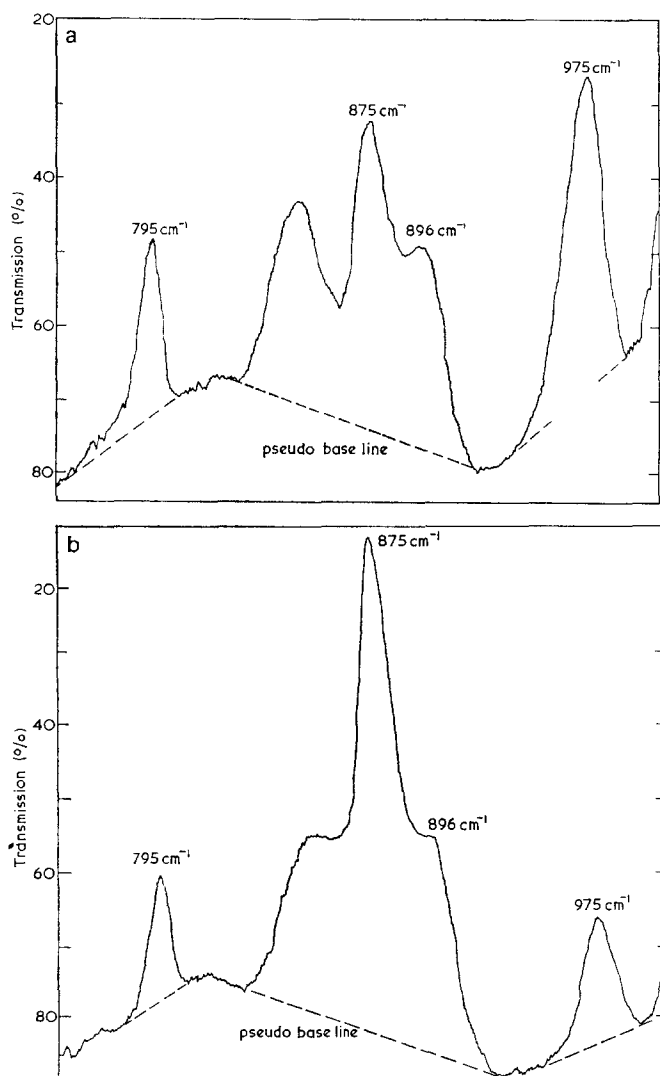 a
20
40
60
80
Transmission (%)
795 cm⁻¹
875 cm⁻¹
896 cm⁻¹
975 cm⁻¹
pseudo base line
b
20
40
60
80
Transmission (%)
795 cm⁻¹
875 cm⁻¹
896 cm⁻¹
975 cm⁻¹
pseudo base line